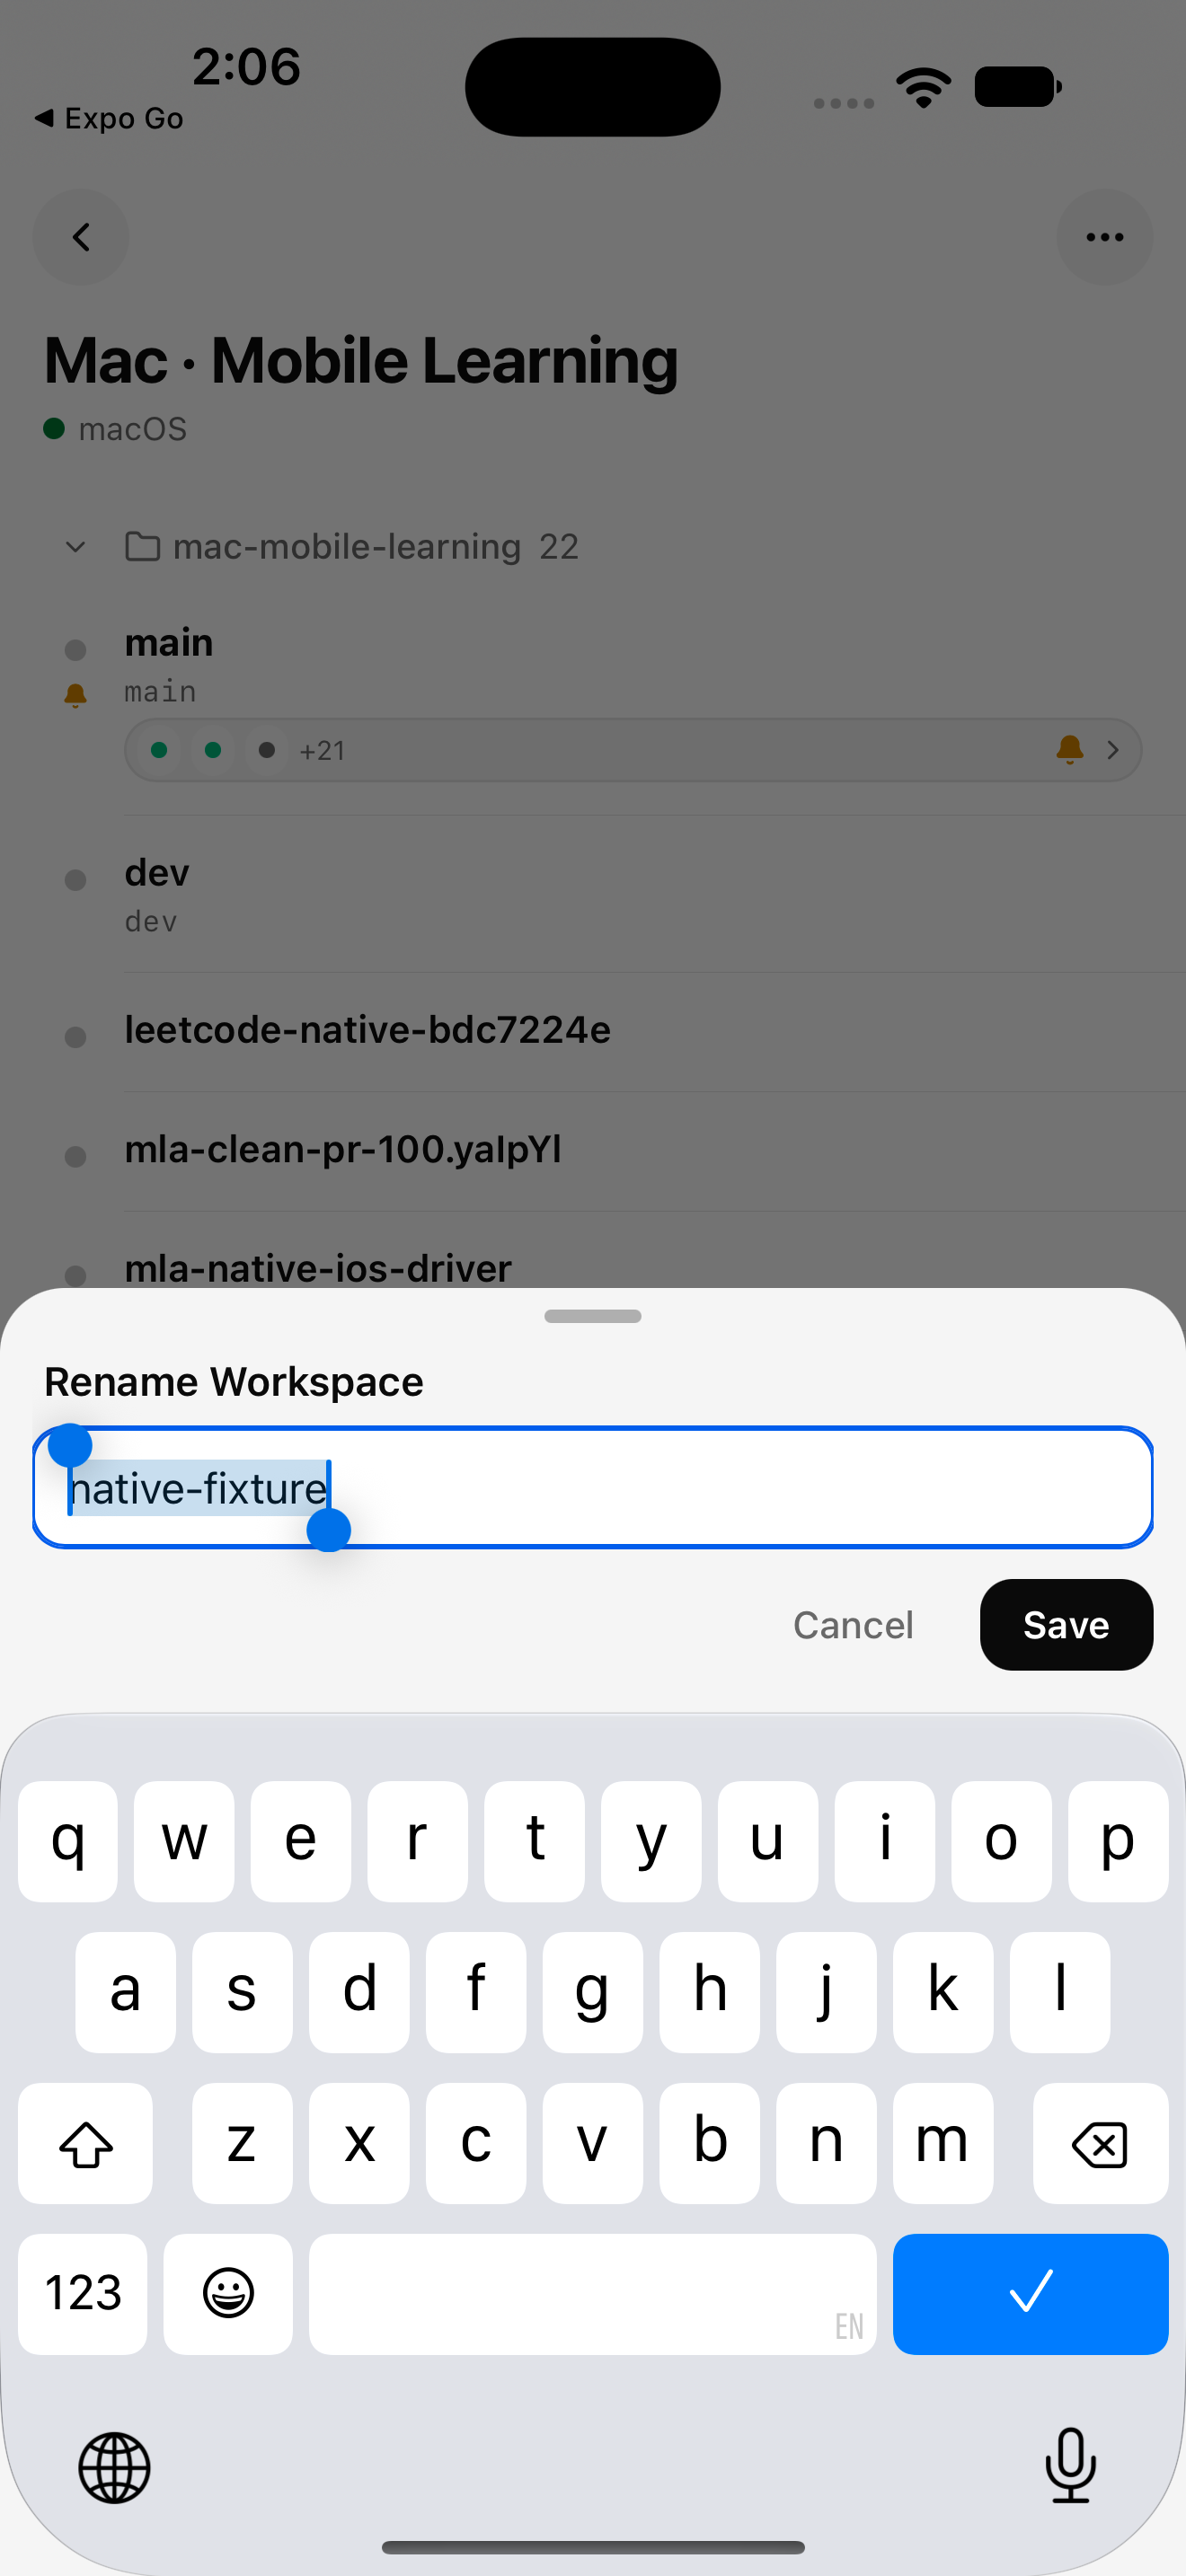 2:06
Expo Go
Mac · Mobile Learning
macOS
mac-mobile-learning 22
main
main
+21
dev
dev
leetcode-native-bdc7224e
mla-clean-pr-100.yaIpYl
mla-native-ios-driver
Rename Workspace
native-fixture
Cancel
Save
q w e r t y u i o p
a s d f g h j k l
z x c v b n m
123
EN